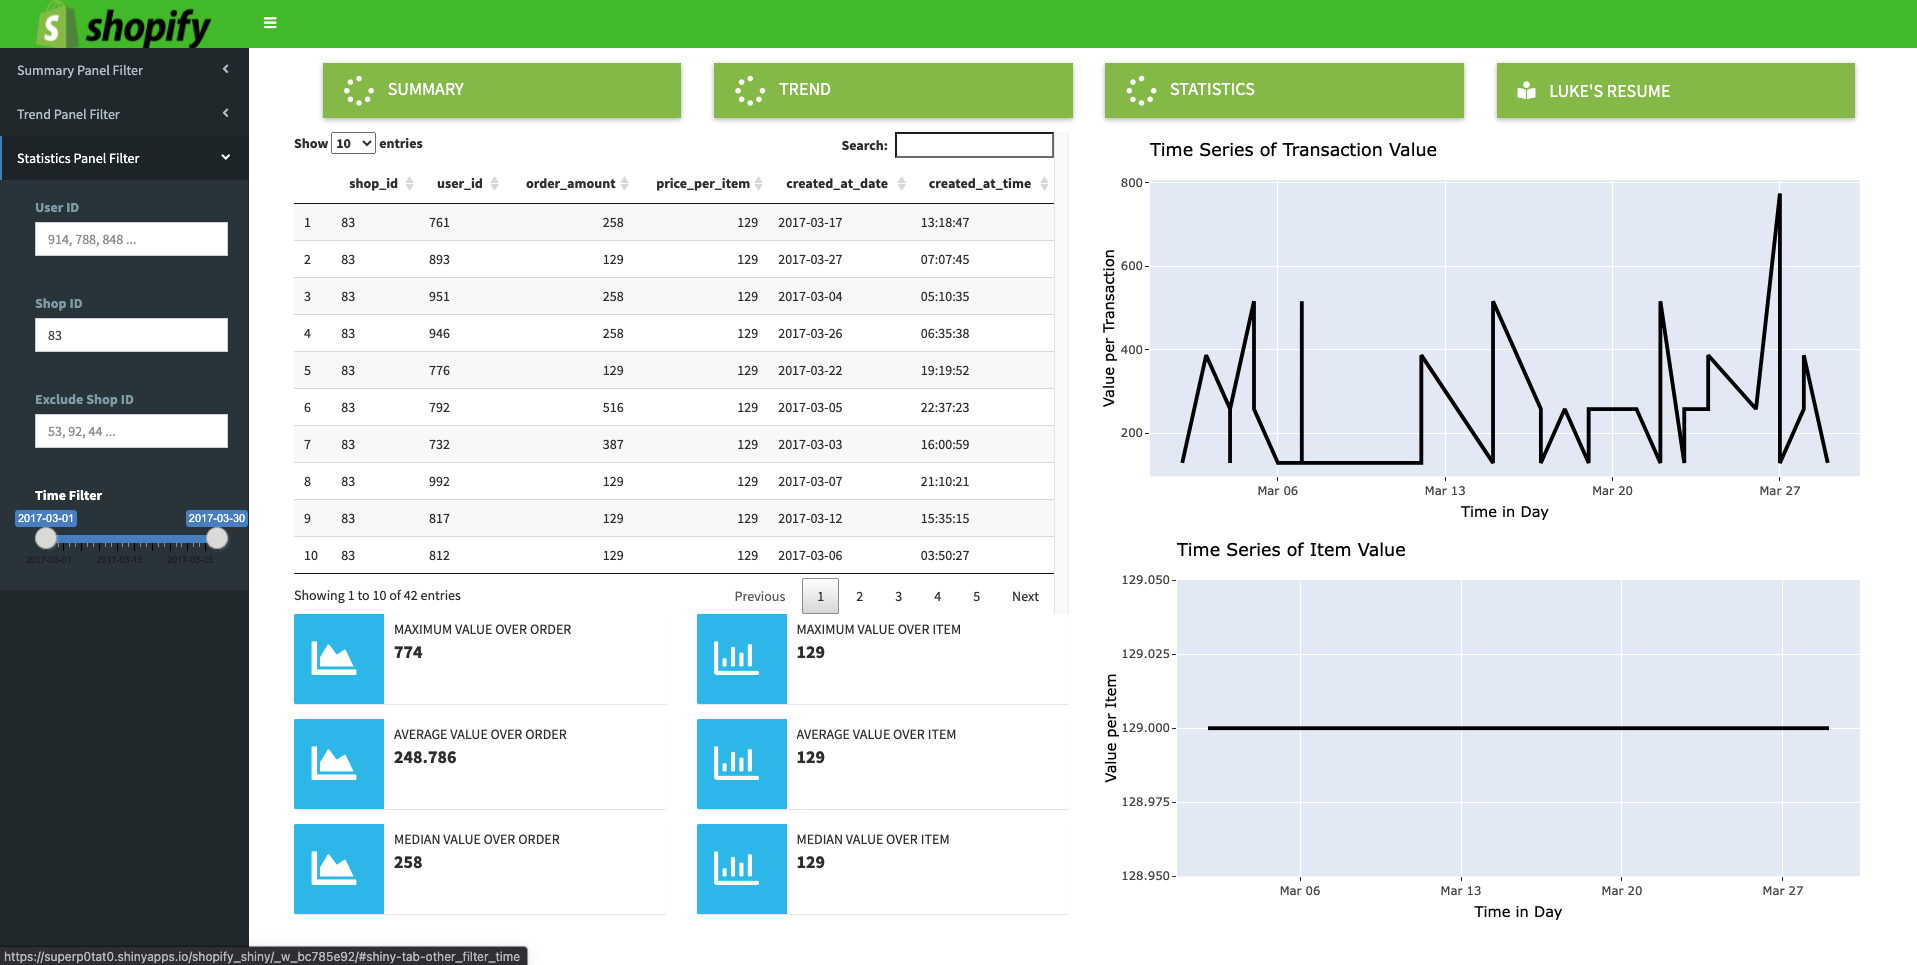 shopify
Summary Panel Filter
Trend Panel Filter
Statistics Panel Filter
User ID
914, 788, 848 ...
Shop ID
83
Exclude Shop ID
53, 92, 44 ...
Time Filter
2017-03-01 2017-03-30
2017-03-01 2017-03-13 2017-03-25
SUMMARY TREND STATISTICS LUKE'S RESUME
Show 10 entries Search:
shop_id user_id order_amount price_per_item created_at_date created_at_time
1 83 761 258 129 2017-03-17 13:18:47
2 83 893 129 129 2017-03-27 07:07:45
3 83 951 258 129 2017-03-04 05:10:35
4 83 946 258 129 2017-03-26 06:35:38
5 83 776 129 129 2017-03-22 19:19:52
6 83 792 516 129 2017-03-05 22:37:23
7 83 732 387 129 2017-03-03 16:00:59
8 83 992 129 129 2017-03-07 21:10:21
9 83 817 129 129 2017-03-12 15:35:15
10 83 812 129 129 2017-03-06 03:50:27
Showing 1 to 10 of 42 entries Previous 1 2 3 4 5 Next
MAXIMUM VALUE OVER ORDER
774
MAXIMUM VALUE OVER ITEM
129
AVERAGE VALUE OVER ORDER
248.786
AVERAGE VALUE OVER ITEM
129
MEDIAN VALUE OVER ORDER
258
MEDIAN VALUE OVER ITEM
129
Time Series of Transaction Value
Value per Transaction
800
600
400
200
Mar 06 Mar 13 Mar 20 Mar 27
Time in Day
Time Series of Item Value
Value per Item
129.050
129.025
129.000
128.975
128.950
Mar 06 Mar 13 Mar 20 Mar 27
Time in Day
https://superp0tat0.shinyapps.io/shopify_shiny/_w_bc785e92/#shiny-tab-other_filter_time